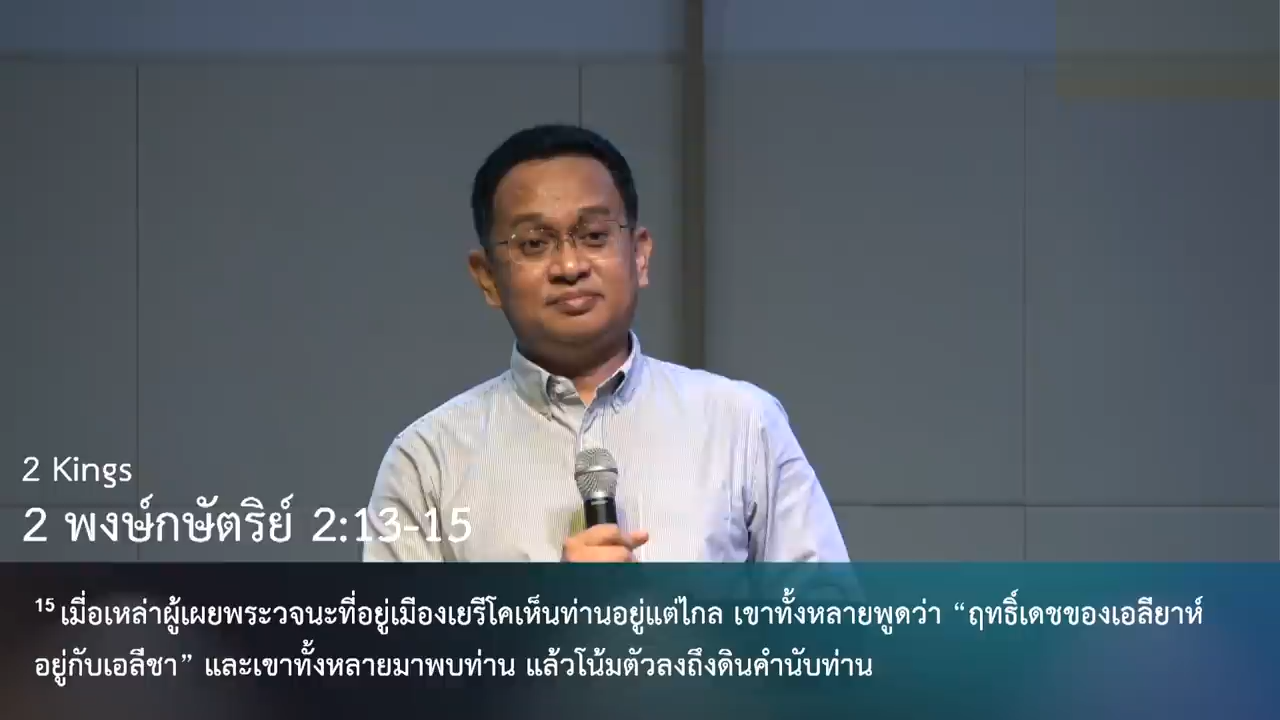 2 Kings
2 พงษ์กษัตริย์ 2:13-15
15 เมื่อเหล่าผู้เผยพระวจนะที่อยู่เมืองเยรีโคเห็นท่านอยู่แต่ไกล เขาทั้งหลายพูดว่า “ฤทธิ์เดชของเอลียาห์
อยู่กับเอลีชา” และเขาทั้งหลายมาพบท่าน แล้วโน้มตัวลงถึงดินคำนับท่าน